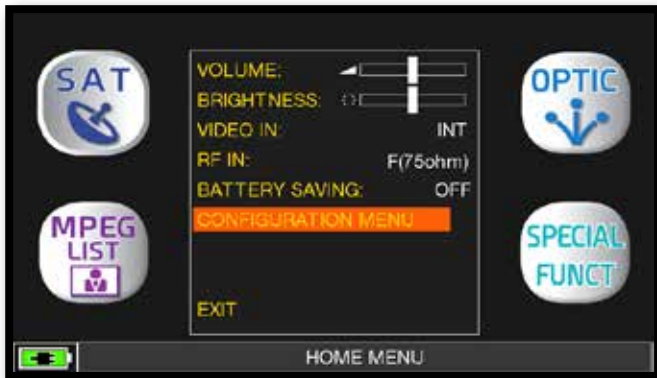 SAT
MPEG
LIST
VOLUME:
BRIGHTNESS:
VIDEO IN: INT
RF IN: F(75ohm)
BATTERY SAVING: OFF
CONFIGURATION MENU
EXIT
OPTIC
SPECIAL
FUNCT
HOME MENU